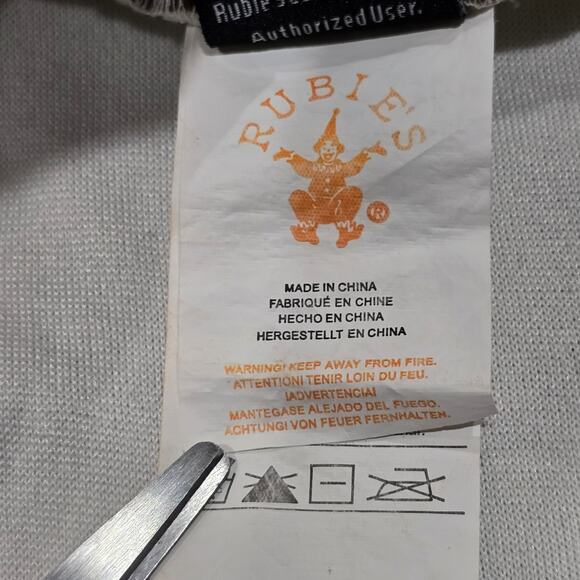 Authorized User.
RUBIE'S
®
MADE IN CHINA
FABRIQUÉ EN CHINE
HECHO EN CHINA
HERGESTELLT EN CHINA
WARNING! KEEP AWAY FROM FIRE.
ATTENTION! TENIR LOIN DU FEU.
¡ADVERTENCIA!
MANTEGASE ALEJADO DEL FUEGO.
ACHTUNG! VON FEUER FERNHALTEN.